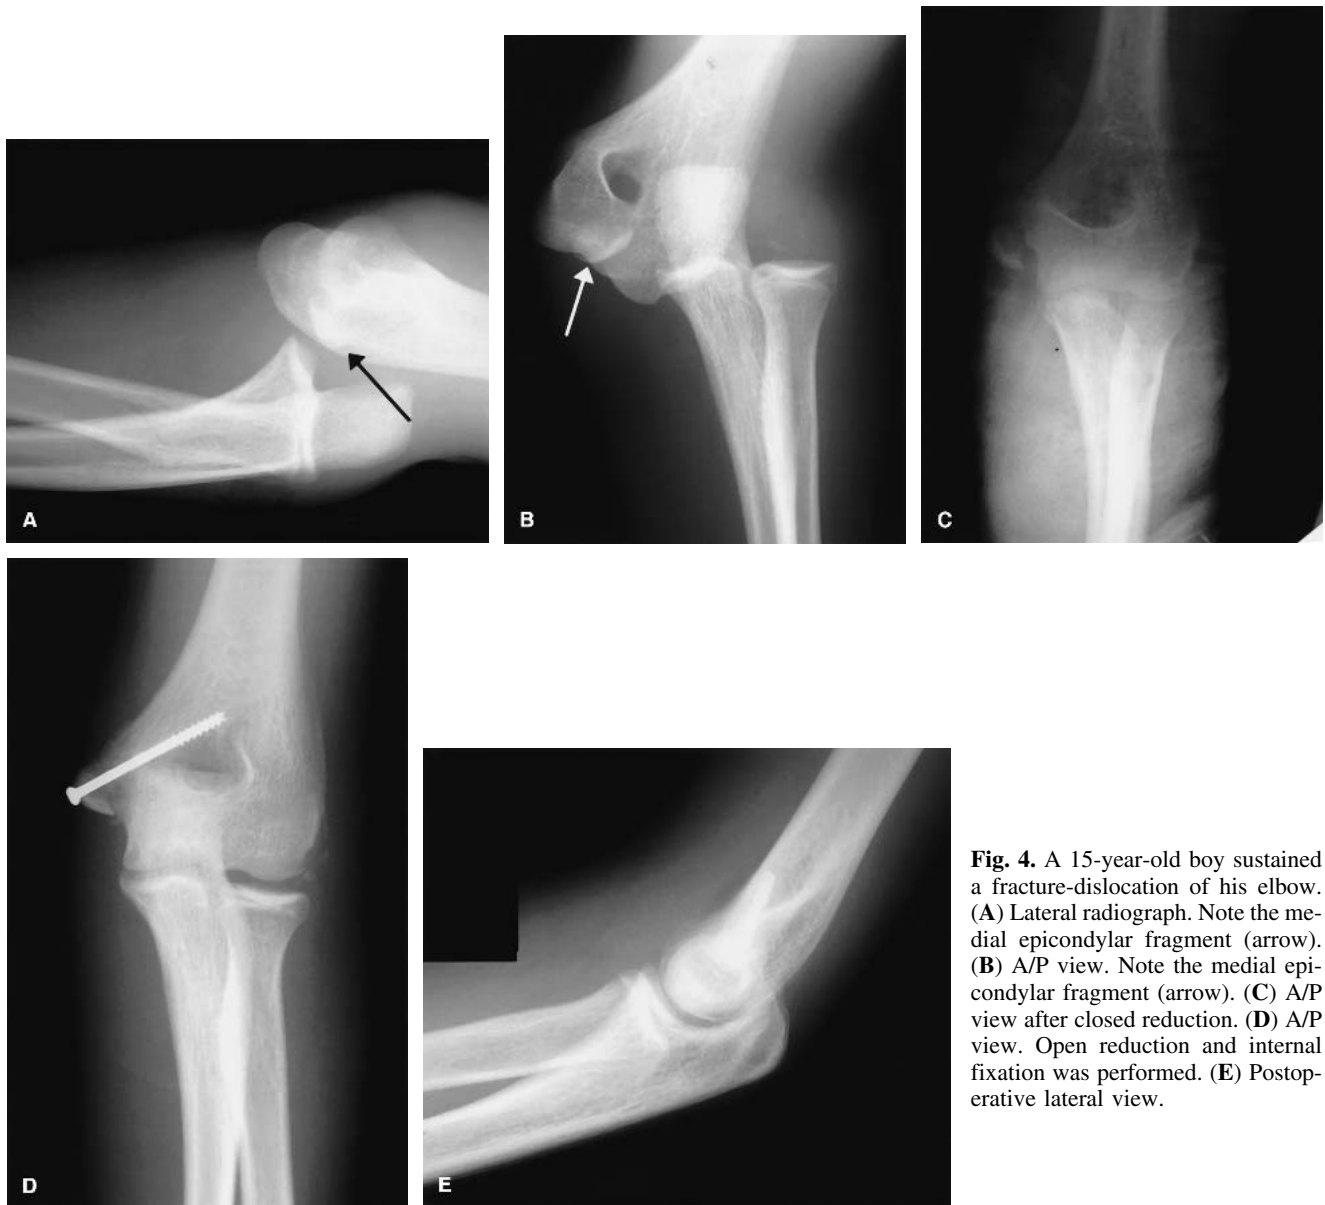 A
B
C
D
E
Fig. 4. A 15-year-old boy sustained
a fracture-dislocation of his elbow.
(A) Lateral radiograph. Note the me-
dial epicondylar fragment (arrow).
(B) A/P view. Note the medial epi-
condylar fragment (arrow). (C) A/P
view after closed reduction. (D) A/P
view. Open reduction and internal
fixation was performed. (E) Postop-
erative lateral view.